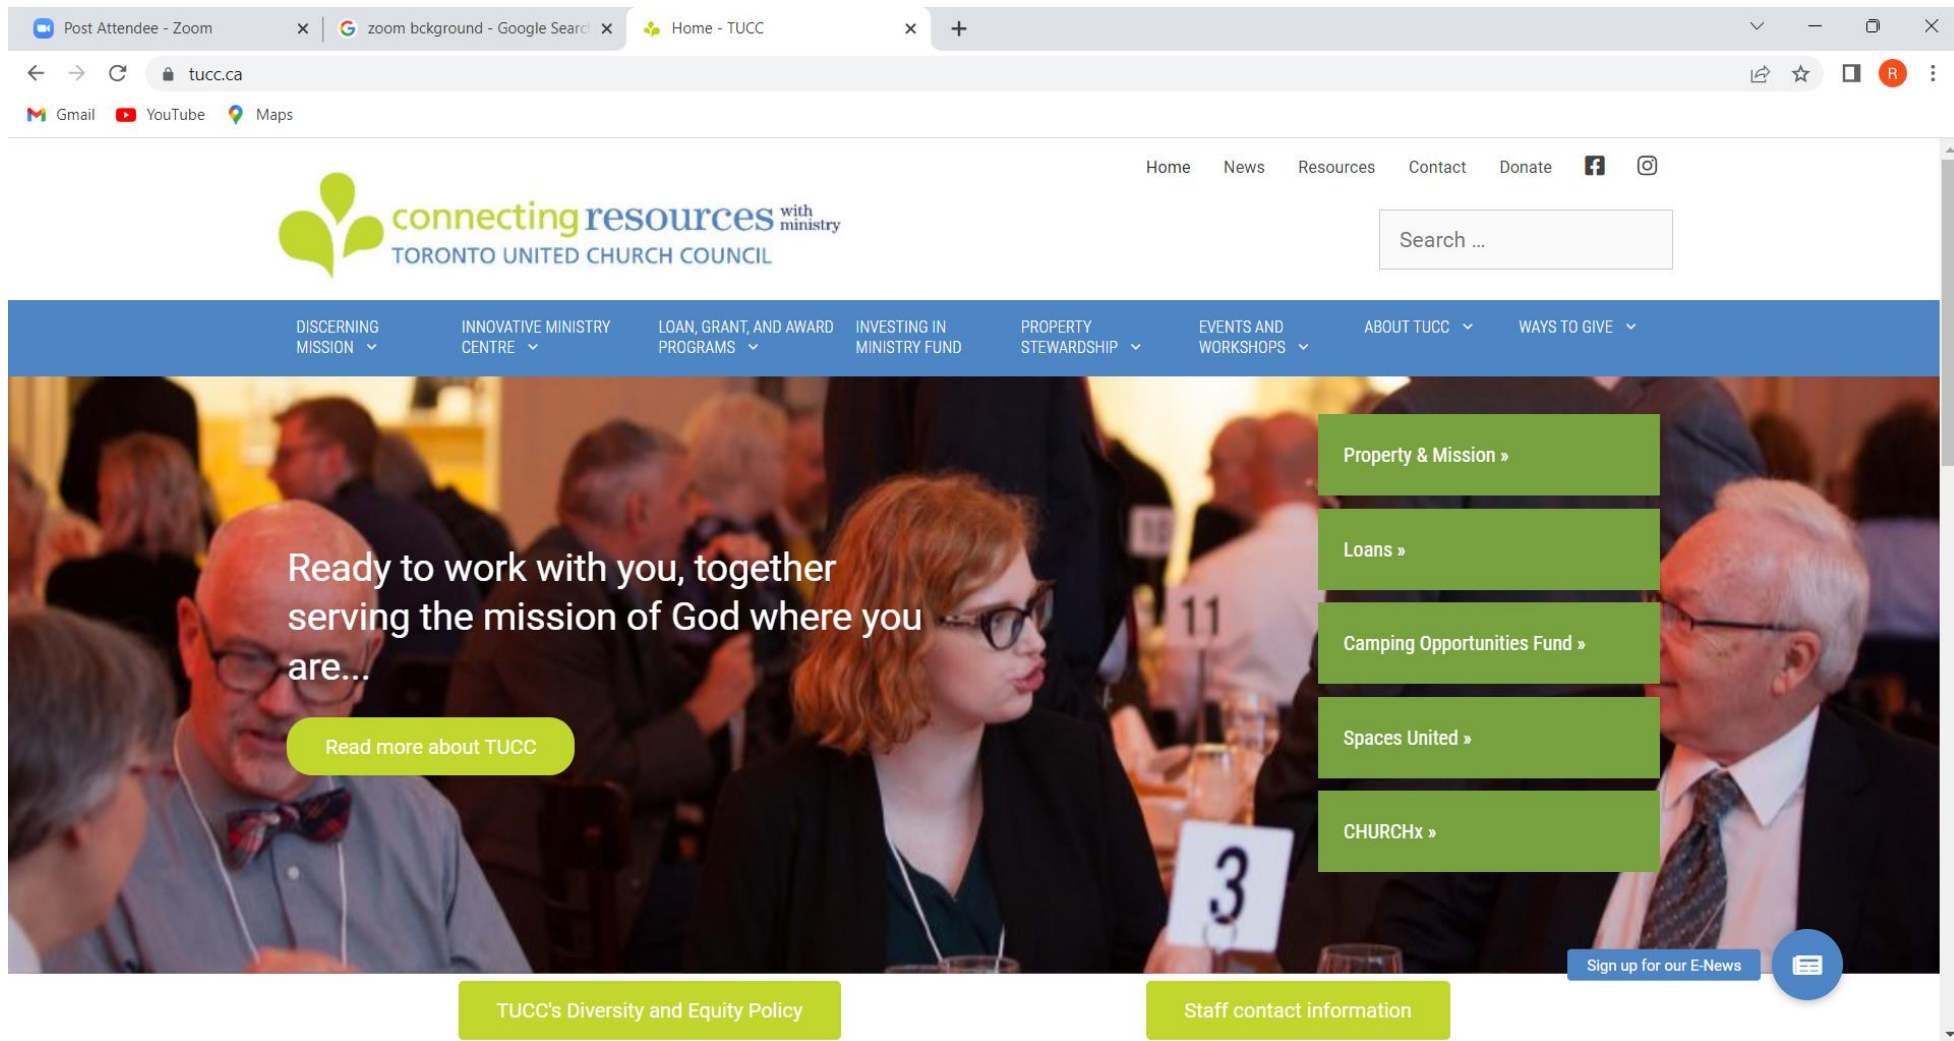 Post Attendee - Zoom
zoom bckground - Google Search
Home - TUCC
tucc.ca
R
Gmail
YouTube
Maps
Home
News
Resources
Contact
Donate
connecting resources with ministry
TORONTO UNITED CHURCH COUNCIL
Search ...
DISCERNING
MISSION
INNOVATIVE MINISTRY
CENTRE
LOAN, GRANT, AND AWARD
PROGRAMS
INVESTING IN
MINISTRY FUND
PROPERTY
STEWARDSHIP
EVENTS AND
WORKSHOPS
ABOUT TUCC
WAYS TO GIVE
Ready to work with you, together
serving the mission of God where you
are...
Read more about TUCC
Property & Mission »
Loans »
Camping Opportunities Fund »
Spaces United »
CHURCHx »
11
3
Sign up for our E-News
TUCC's Diversity and Equity Policy
Staff contact information